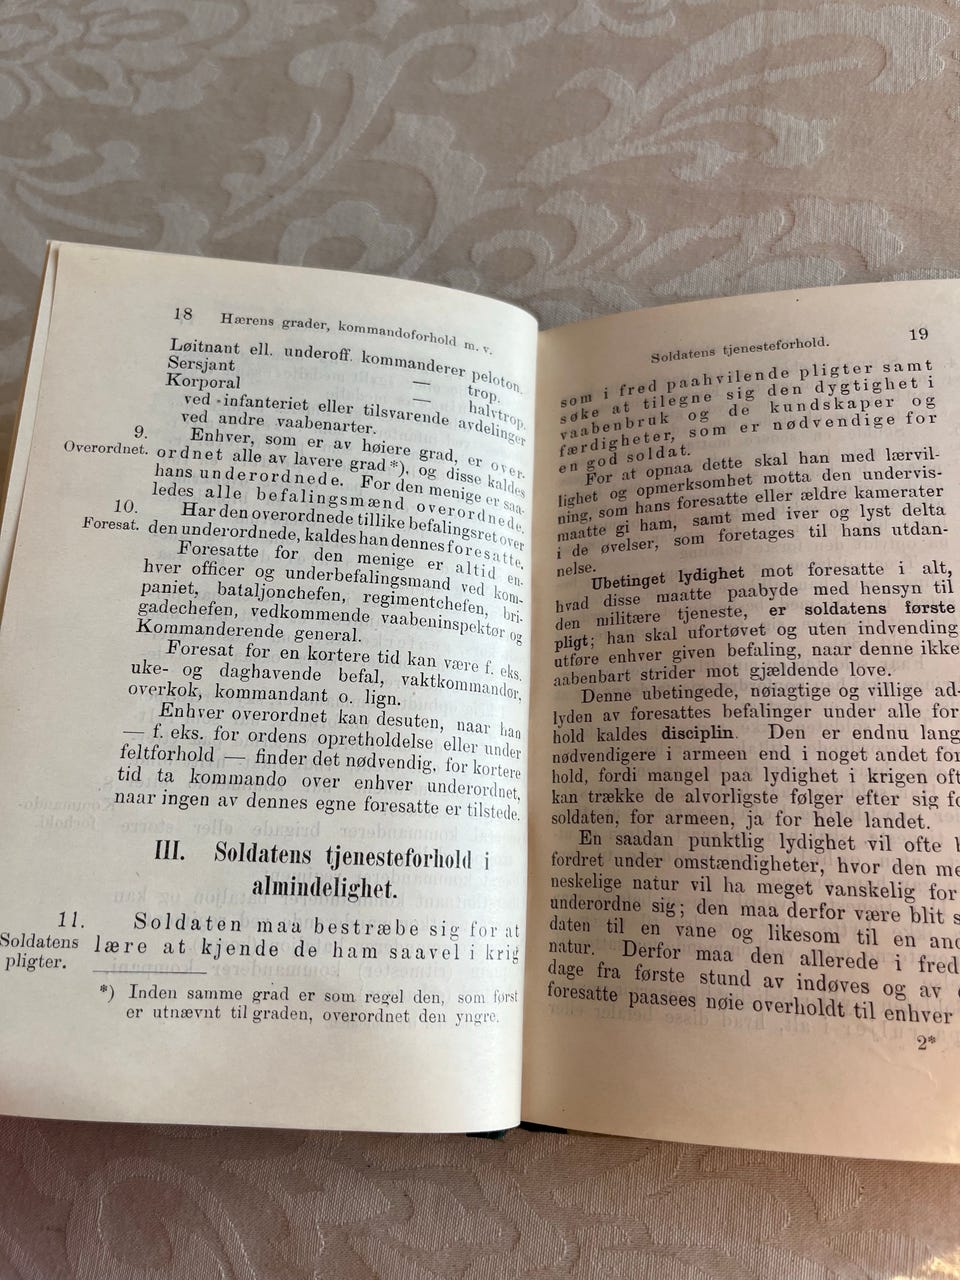 18 Hærens grader, kommandoforhold m. v.
Løitnant ell. underoff. kommanderer peloton.
Sersjant — trop.
Korporal — halvtrop.
ved infanteriet eller tilsvarende avdelinger
ved andre vaabenarter.
9. Enhver, som er av høiere grad, er over-
Overordnet. ordnet alle av lavere grad*), og disse kaldes
hans underordnede. For den menige er saa-
ledes alle befalingsmænd overordnede.
10. Har den overordnede tillike befalingsret over
Foresat. den underordnede, kaldes han dennes foresatte.
Foresatte for den menige er altid en-
hver officer og underbefalingsmand ved kom-
paniet, bataljonchefen, regimentchefen, bri-
gadechefen, vedkommende vaabeninspektør og
Kommanderende general.
Foresat for en kortere tid kan være f. eks.
uke- og daghavende befal, vaktkommandør,
overkok, kommandant o. lign.
Enhver overordnet kan desuten, naar han
— f. eks. for ordens opretholdelse eller under
feltforhold — finder det nødvendig, for kortere
tid ta kommando over enhver underordnet,
naar ingen av dennes egne foresatte er tilstede.
III. Soldatens tjenesteforhold i
almindelighet.
11. Soldaten maa bestræbe sig for at
Soldatens lære at kjende de ham saavel i krig
pligter.
*) Inden samme grad er som regel den, som først
er utnævnt til graden, overordnet den yngre.
Soldatens tjenesteforhold. 19
som i fred paahvilende pligter samt
søke at tilegne sig den dygtighet i
vaabenbruk og de kundskaper og
færdigheter, som er nødvendige for
en god soldat.
For at opnaa dette skal han med lærvil-
lighet og opmerksomhet motta den undervis-
ning, som hans foresatte eller ældre kamerater
maatte gi ham, samt med iver og lyst delta
i de øvelser, som foretages til hans utdan-
nelse.
Ubetinget lydighet mot foresatte i alt,
hvad disse maatte paabyde med hensyn til
den militære tjeneste, er soldatens første
pligt; han skal ufortøvet og uten indvending
utføre enhver given befaling, naar denne ikke
aabenbart strider mot gjældende love.
Denne ubetingede, nøiagtige og villige ad-
lyden av foresattes befalinger under alle for
hold kaldes disciplin. Den er endnu lang
nødvendigere i armeen end i noget andet for
hold, fordi mangel paa lydighet i krigen oft
kan trække de alvorligste følger efter sig fo
soldaten, for armeen, ja for hele landet.
En saadan punktlig lydighet vil ofte b
fordret under omstændigheter, hvor den me
neskelige natur vil ha meget vanskelig for
underordne sig; den maa derfor være blit s
daten til en vane og likesom til en and
natur. Derfor maa den allerede i fred
dage fra første stund av indøves og av
foresatte paasees nøie overholdt til enhver
2*